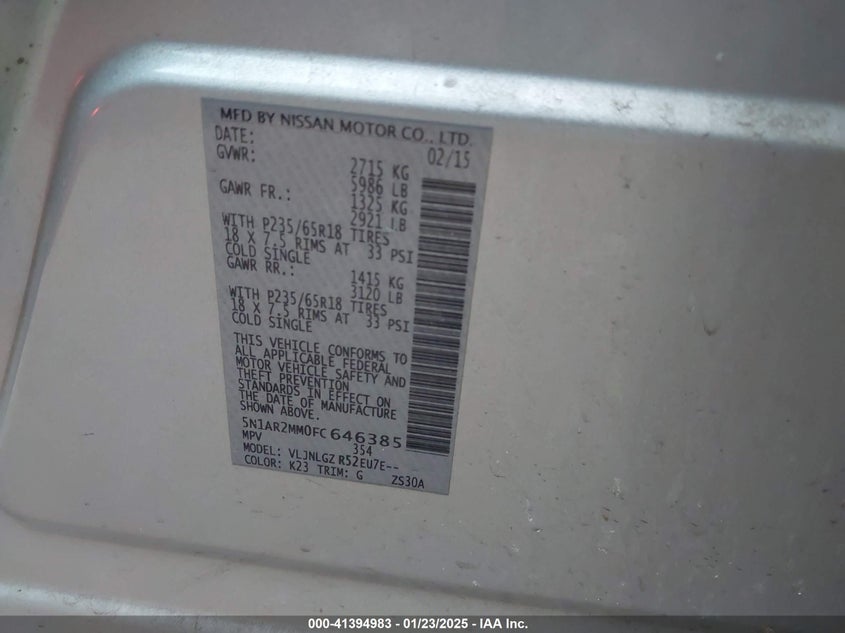 MFD BY NISSAN MOTOR CO., LTD.
DATE: 02/15
GVWR: 2715 KG
5986 LB
GAWR FR.: 1325 KG
2921 LB
WITH P235/65R18 TIRES
18 X 7.5 RIMS AT 33 PSI
COLD SINGLE
GAWR RR.: 1415 KG
3120 LB
WITH P235/65R18 TIRES
18 X 7.5 RIMS AT 33 PSI
COLD SINGLE
THIS VEHICLE CONFORMS TO
ALL APPLICABLE FEDERAL
MOTOR VEHICLE SAFETY AND
THEFT PREVENTION
STANDARDS IN EFFECT ON
THE DATE OF MANUFACTURE
SHOWN ABOVE.
5N1AR2MM0FC 646385
MPV 354
MODEL: VLJNLGZ R52EU7E--
COLOR: K23 TRIM: G ZS30A
000-41394983 - 01/23/2025 - IAA Inc.